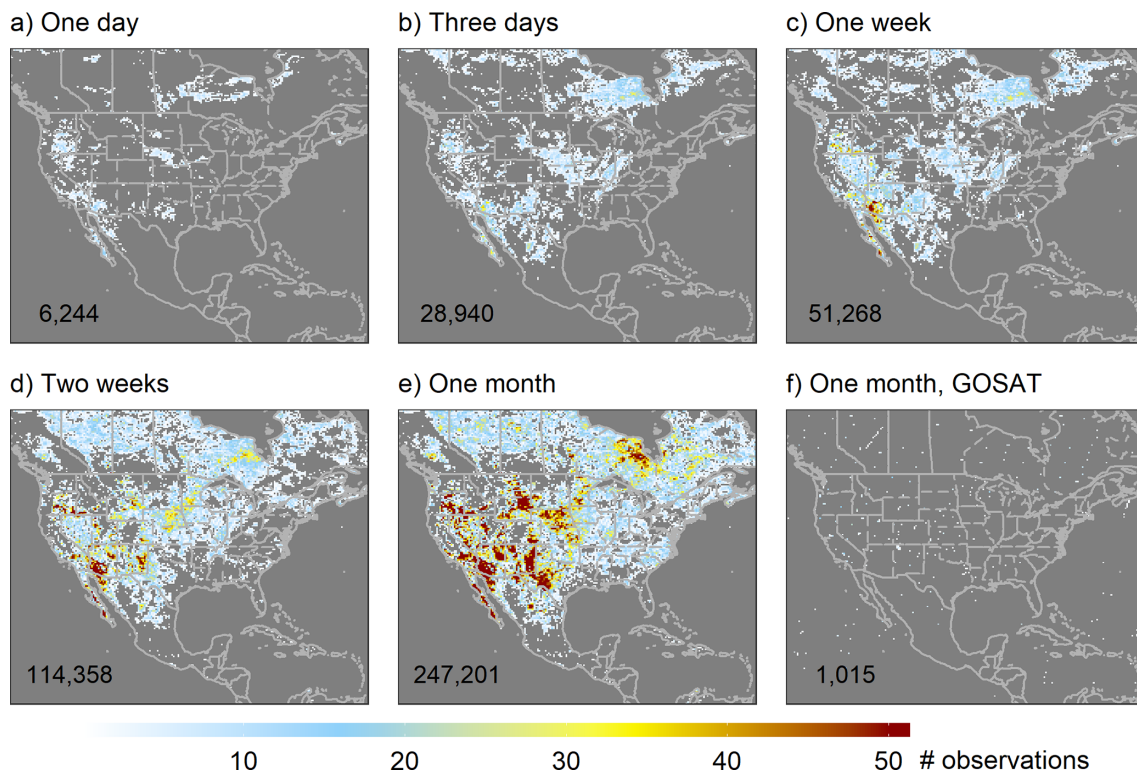 a) One day
b) Three days
c) One week
6,244
28,940
51,268
d) Two weeks
e) One month
f) One month, GOSAT
114,358
247,201
1,015
10 20 30 40 50 # observations